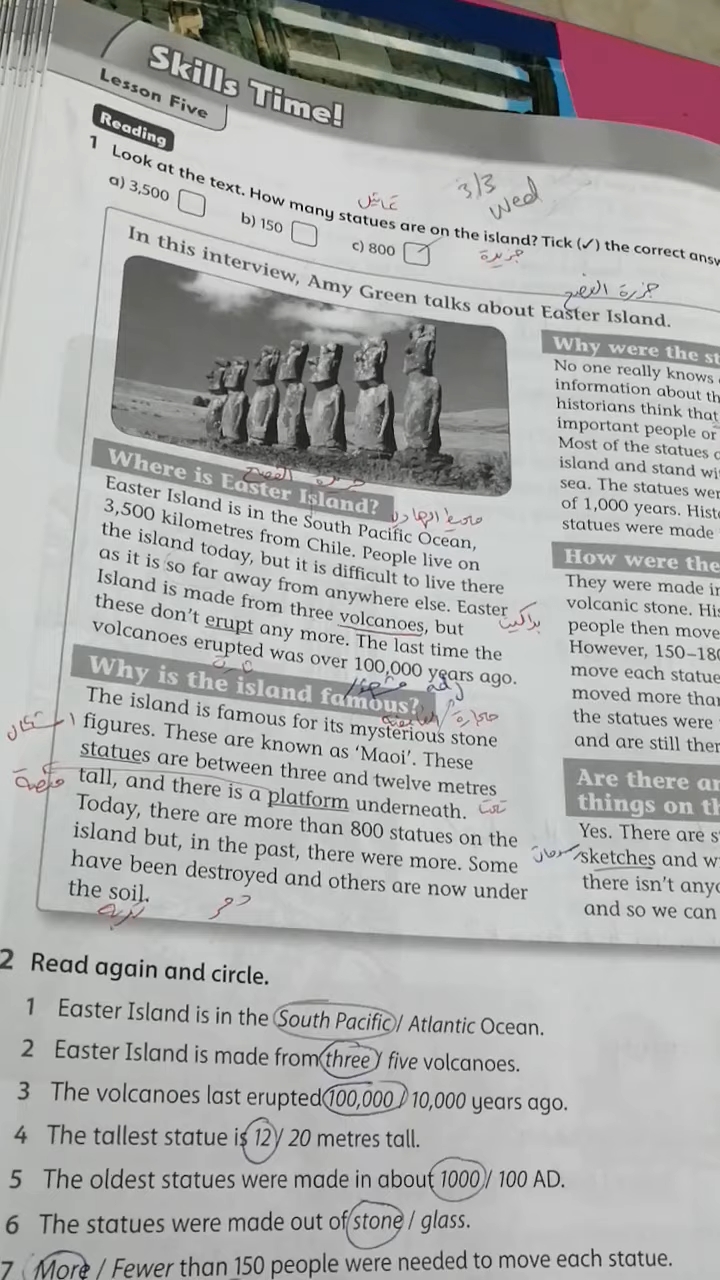 Skills Time!
Lesson Five
Reading
1 Look at the text. How many statues are on the island? Tick (✓) the correct answ
3/3
Wed
a) 3,500
b) 150
c) 800
جزيرة
In this interview, Amy Green talks about Easter Island.
Where is Easter Island?
Easter Island is in the South Pacific Ocean,
3,500 kilometres from Chile. People live on
the island today, but it is difficult to live there
as it is so far away from anywhere else. Easter
Island is made from three volcanoes, but
these don't erupt any more. The last time the
volcanoes erupted was over 100,000 years ago.
براكين
Why is the island famous?
The island is famous for its mysterious stone
figures. These are known as 'Maoi'. These
statues are between three and twelve metres
tall, and there is a platform underneath.
تحت
منصة
Today, there are more than 800 statues on the
island but, in the past, there were more. Some
have been destroyed and others are now under
the soil.
تربة
Why were the st
No one really knows
information about th
historians think that
important people or
Most of the statues
island and stand wi
sea. The statues wer
of 1,000 years. Hist
statues were made
How were the
They were made in
volcanic stone. His
people then move
However, 150–180
move each statue
moved more than
the statues were
and are still ther
Are there an
things on th
Yes. There are s
sketches and w
there isn't anyo
and so we can
2 Read again and circle.
1 Easter Island is in the South Pacific / Atlantic Ocean.
2 Easter Island is made from three / five volcanoes.
3 The volcanoes last erupted 100,000 / 10,000 years ago.
4 The tallest statue is 12 / 20 metres tall.
5 The oldest statues were made in about 1000 / 100 AD.
6 The statues were made out of stone / glass.
7 More / Fewer than 150 people were needed to move each statue.